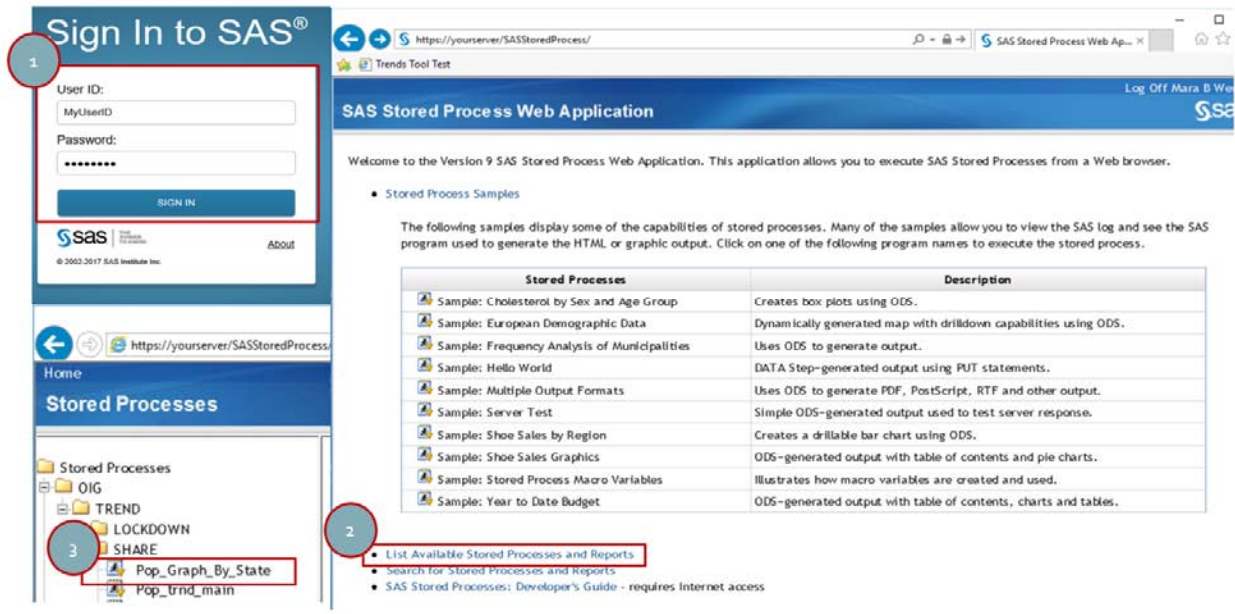 Sign In to SAS®
1
User ID:
MyUserID
Password:
••••••••
SIGN IN
sas
About
© 2002-2017 SAS Institute Inc.
https://yourserver/SASStoredProcess/
SAS Stored Process Web Ap...
Trends Tool Test
Log Off Mara B We
SAS Stored Process Web Application
sa
Welcome to the Version 9 SAS Stored Process Web Application. This application allows you to execute SAS Stored Processes from a Web browser.
• Stored Process Samples
The following samples display some of the capabilities of stored processes. Many of the samples allow you to view the SAS log and see the SAS
program used to generate the HTML or graphic output. Click on one of the following program names to execute the stored process.
Stored Processes Description
Sample: Cholesterol by Sex and Age Group Creates box plots using ODS.
Sample: European Demographic Data Dynamically generated map with drilldown capabilities using ODS.
Sample: Frequency Analysis of Municipalities Uses ODS to generate output.
Sample: Hello World DATA Step-generated output using PUT statements.
Sample: Multiple Output Formats Uses ODS to generate PDF, PostScript, RTF and other output.
Sample: Server Test Simple ODS-generated output used to test server response.
Sample: Shoe Sales by Region Creates a drillable bar chart using ODS.
Sample: Shoe Sales Graphics ODS-generated output with table of contents and pie charts.
Sample: Stored Process Macro Variables Illustrates how macro variables are created and used.
Sample: Year to Date Budget ODS-generated output with table of contents, charts and tables.
2
• List Available Stored Processes and Reports
• Search for Stored Processes and Reports
• SAS Stored Processes: Developer's Guide - requires Internet access
https://yourserver/SASStoredProcess/
Home
Stored Processes
Stored Processes
OIG
TREND
LOCKDOWN
3
SHARE
Pop_Graph_By_State
Pop_trnd_main